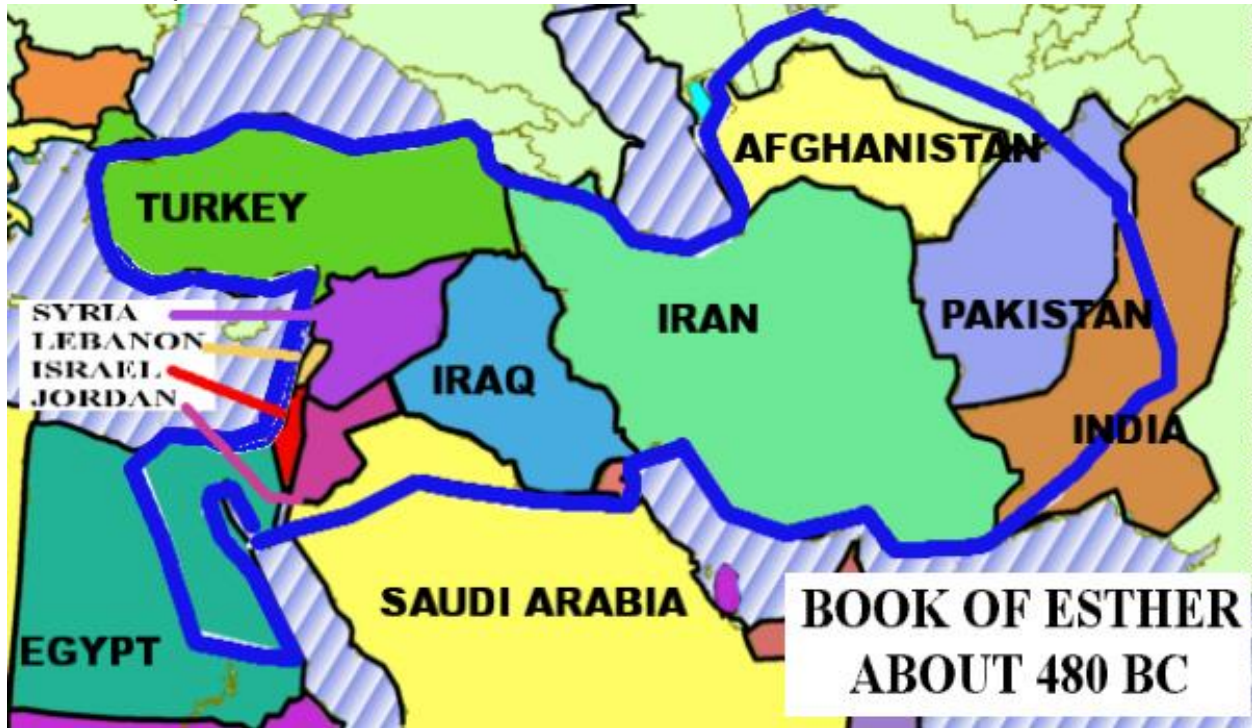 AFGHANISTAN
TURKEY
SYRIA
LEBANON
ISRAEL
JORDAN
IRAQ
IRAN
PAKISTAN
INDIA
EGYPT
SAUDI ARABIA
BOOK OF ESTHER
ABOUT 480 BC